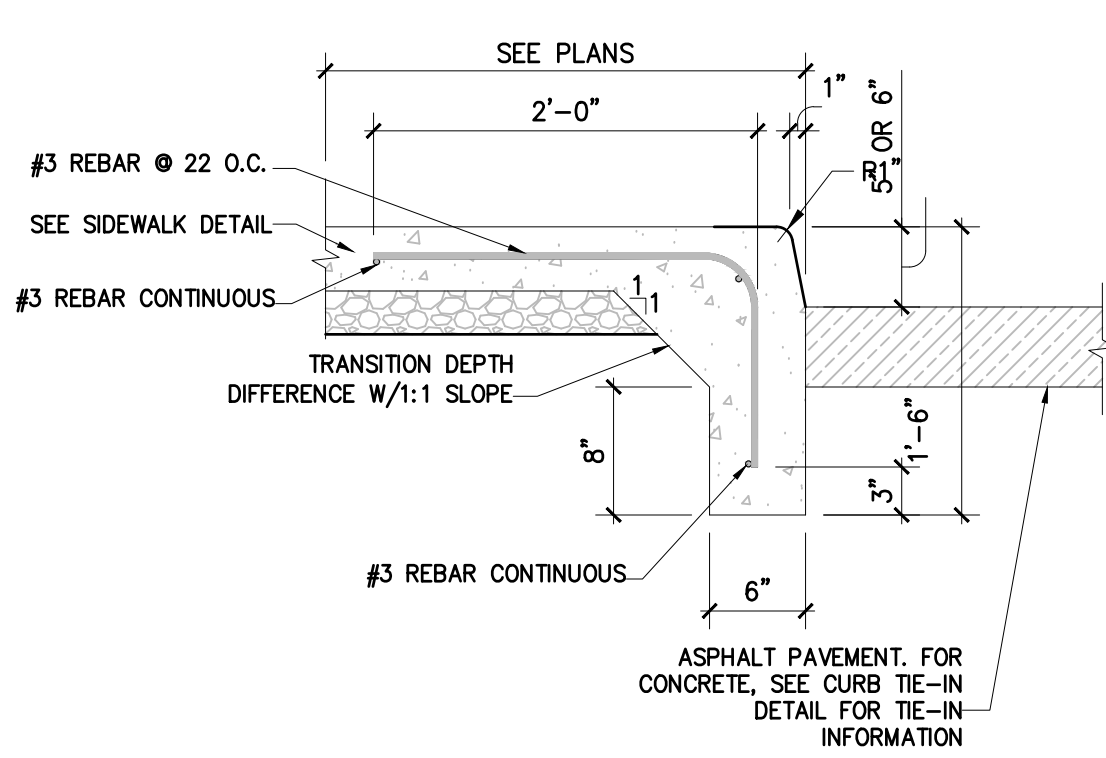 SEE PLANS
1"
2'-0"
5" OR 6"
#3 REBAR @ 22 O.C.
R1"
SEE SIDEWALK DETAIL
#3 REBAR CONTINUOUS
1
1
TRANSITION DEPTH
DIFFERENCE W/1:1 SLOPE
8"
1'-6"
3"
#3 REBAR CONTINUOUS
6"
ASPHALT PAVEMENT. FOR
CONCRETE, SEE CURB TIE-IN
DETAIL FOR TIE-IN
INFORMATION